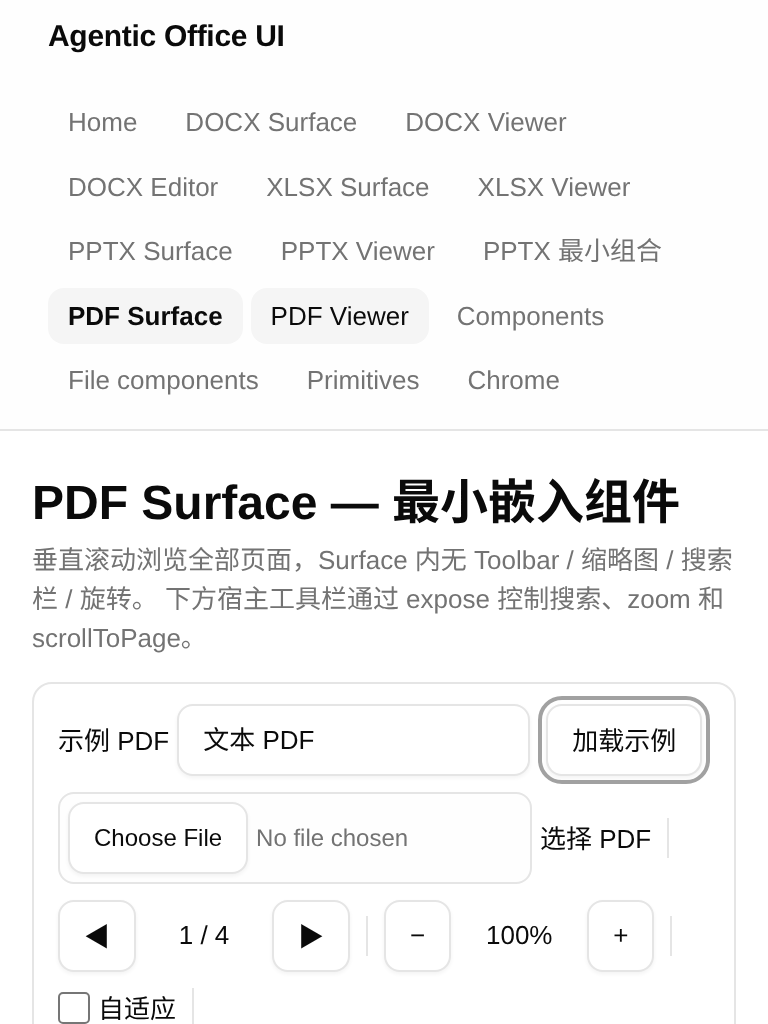 Agentic Office UI
Home DOCX Surface DOCX Viewer
DOCX Editor XLSX Surface XLSX Viewer
PPTX Surface PPTX Viewer PPTX 最小组合
PDF Surface PDF Viewer Components
File components Primitives Chrome
PDF Surface — 最小嵌入组件
垂直滚动浏览全部页面，Surface 内无 Toolbar / 缩略图 / 搜索
栏 / 旋转。 下方宿主工具栏通过 expose 控制搜索、zoom 和
scrollToPage。
示例 PDF 文本 PDF 加载示例
Choose File No file chosen 选择 PDF
◀ 1 / 4 ▶ − 100% +
自适应